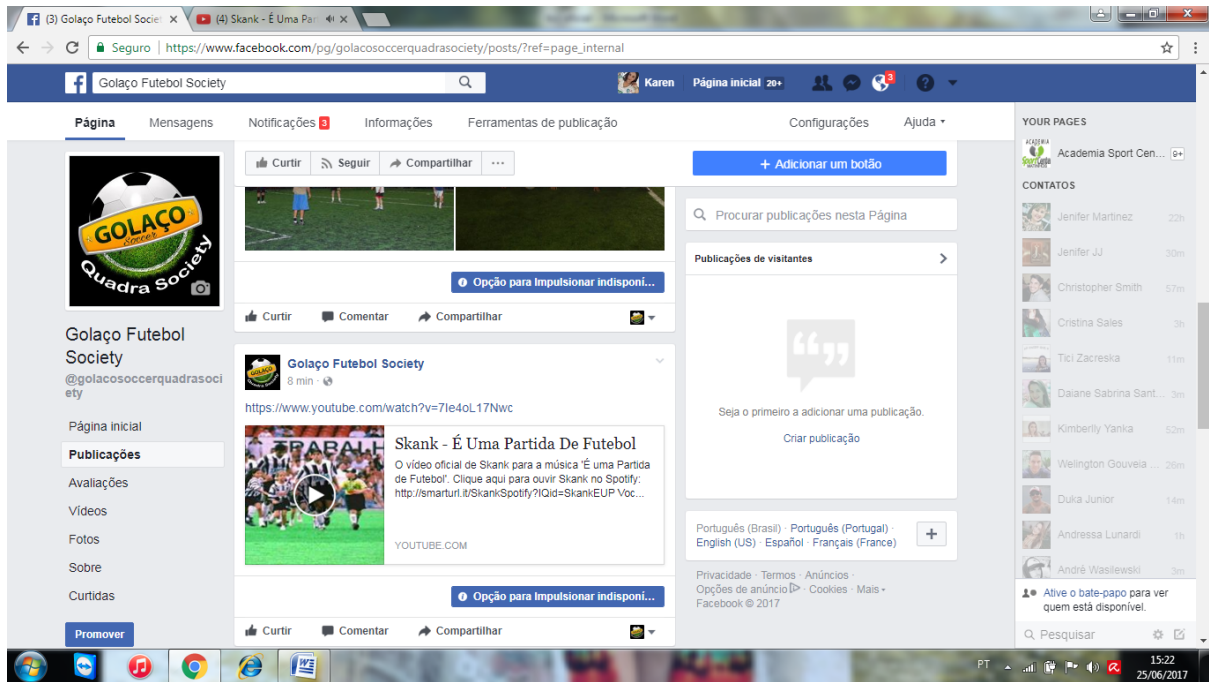 (3) Golaço Futebol Societ
(4) Skank - É Uma Par
Seguro | https://www.facebook.com/pg/golacosoccerquadrasociety/posts/?ref=page_internal
Golaço Futebol Society
Karen
Página inicial 20+
3
Página
Mensagens
Notificações 3
Informações
Ferramentas de publicação
Configurações
Ajuda
GOLAÇO
Soccer
Quadra Society
Golaço Futebol
Society
@golacosoccerquadrasoci
ety
Página inicial
Publicações
Avaliações
Vídeos
Fotos
Sobre
Curtidas
Promover
Curtir
Seguir
Compartilhar
...
+ Adicionar um botão
Opção para Impulsionar indisponí...
Curtir
Comentar
Compartilhar
Golaço Futebol Society
8 min ·
https://www.youtube.com/watch?v=7Ie4oL17Nwc
Skank - É Uma Partida De Futebol
O vídeo oficial de Skank para a música 'É uma Partida
de Futebol'. Clique aqui para ouvir Skank no Spotify:
http://smarturl.it/SkankSpotify?IQid=SkankEUP Voc...
YOUTUBE.COM
Opção para Impulsionar indisponí...
Curtir
Comentar
Compartilhar
Procurar publicações nesta Página
Publicações de visitantes
Seja o primeiro a adicionar uma publicação.
Criar publicação
Português (Brasil) · Português (Portugal) ·
English (US) · Español · Français (France)
Privacidade · Termos · Anúncios ·
Opções de anúncio · Cookies · Mais
Facebook © 2017
YOUR PAGES
Academia Sport Cen... 9+
CONTATOS
Jenifer Martinez 22h
Jenifer JJ 30m
Christopher Smith 57m
Cristina Sales 3h
Tici Zacreska 11m
Daiane Sabrina Sant... 3m
Kimberlly Yanka 52m
Welington Gouveia ... 26m
Duka Junior 14m
Andressa Lunardi 1h
André Wasilewski 3m
Ative o bate-papo para ver
quem está disponível.
Pesquisar
PT
15:22
25/06/2017